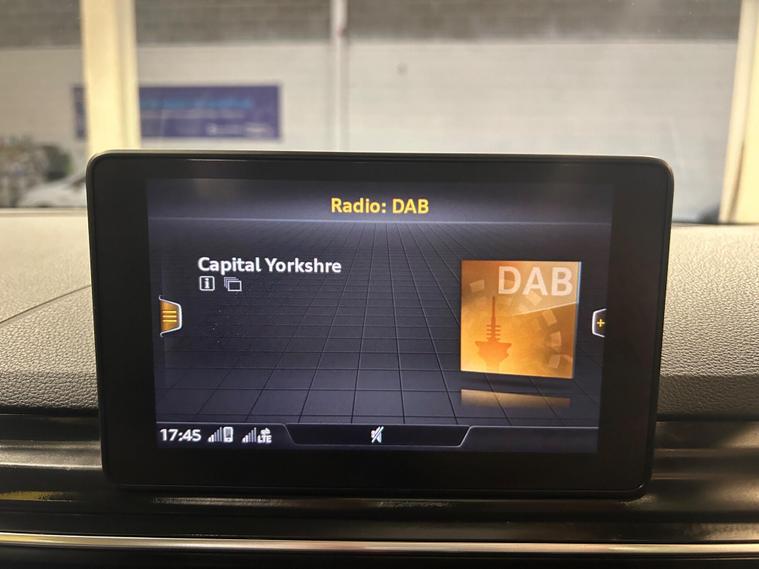 Radio: DAB
Capital Yorkshre
DAB
17:45
LTE